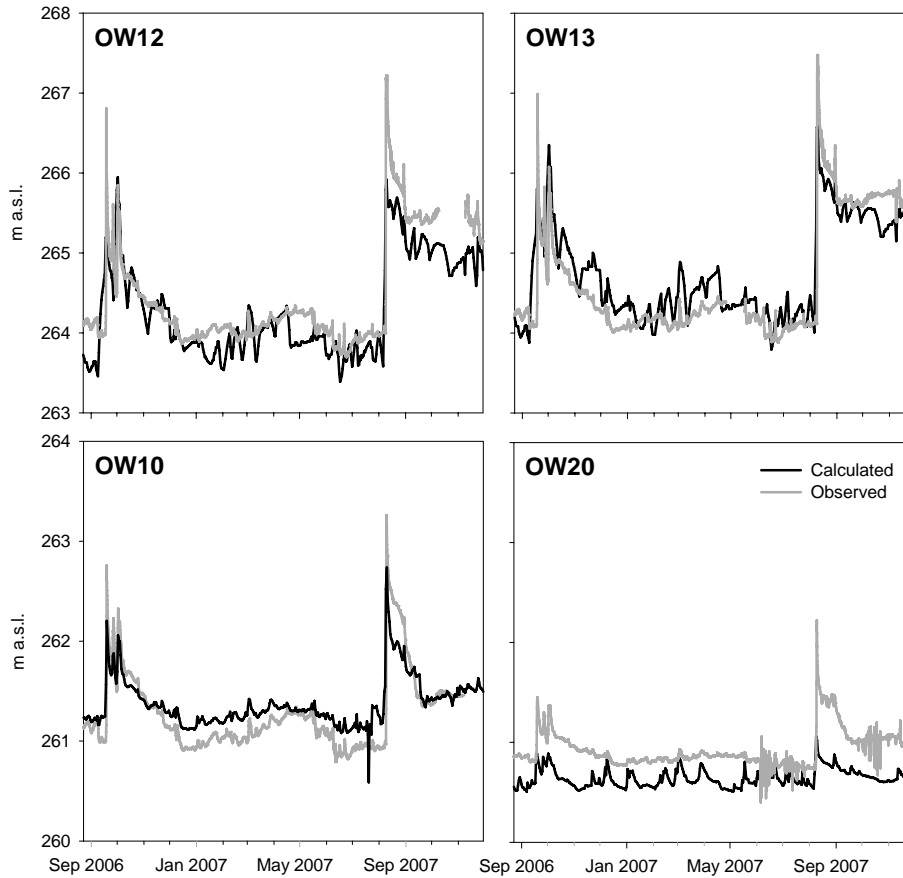 268
OW12
OW13
267
266
m a.s.l.
265
264
263
264
OW10
OW20
Calculated
Observed
263
262
m a.s.l.
261
260
Sep 2006 Jan 2007 May 2007 Sep 2007
Sep 2006 Jan 2007 May 2007 Sep 2007